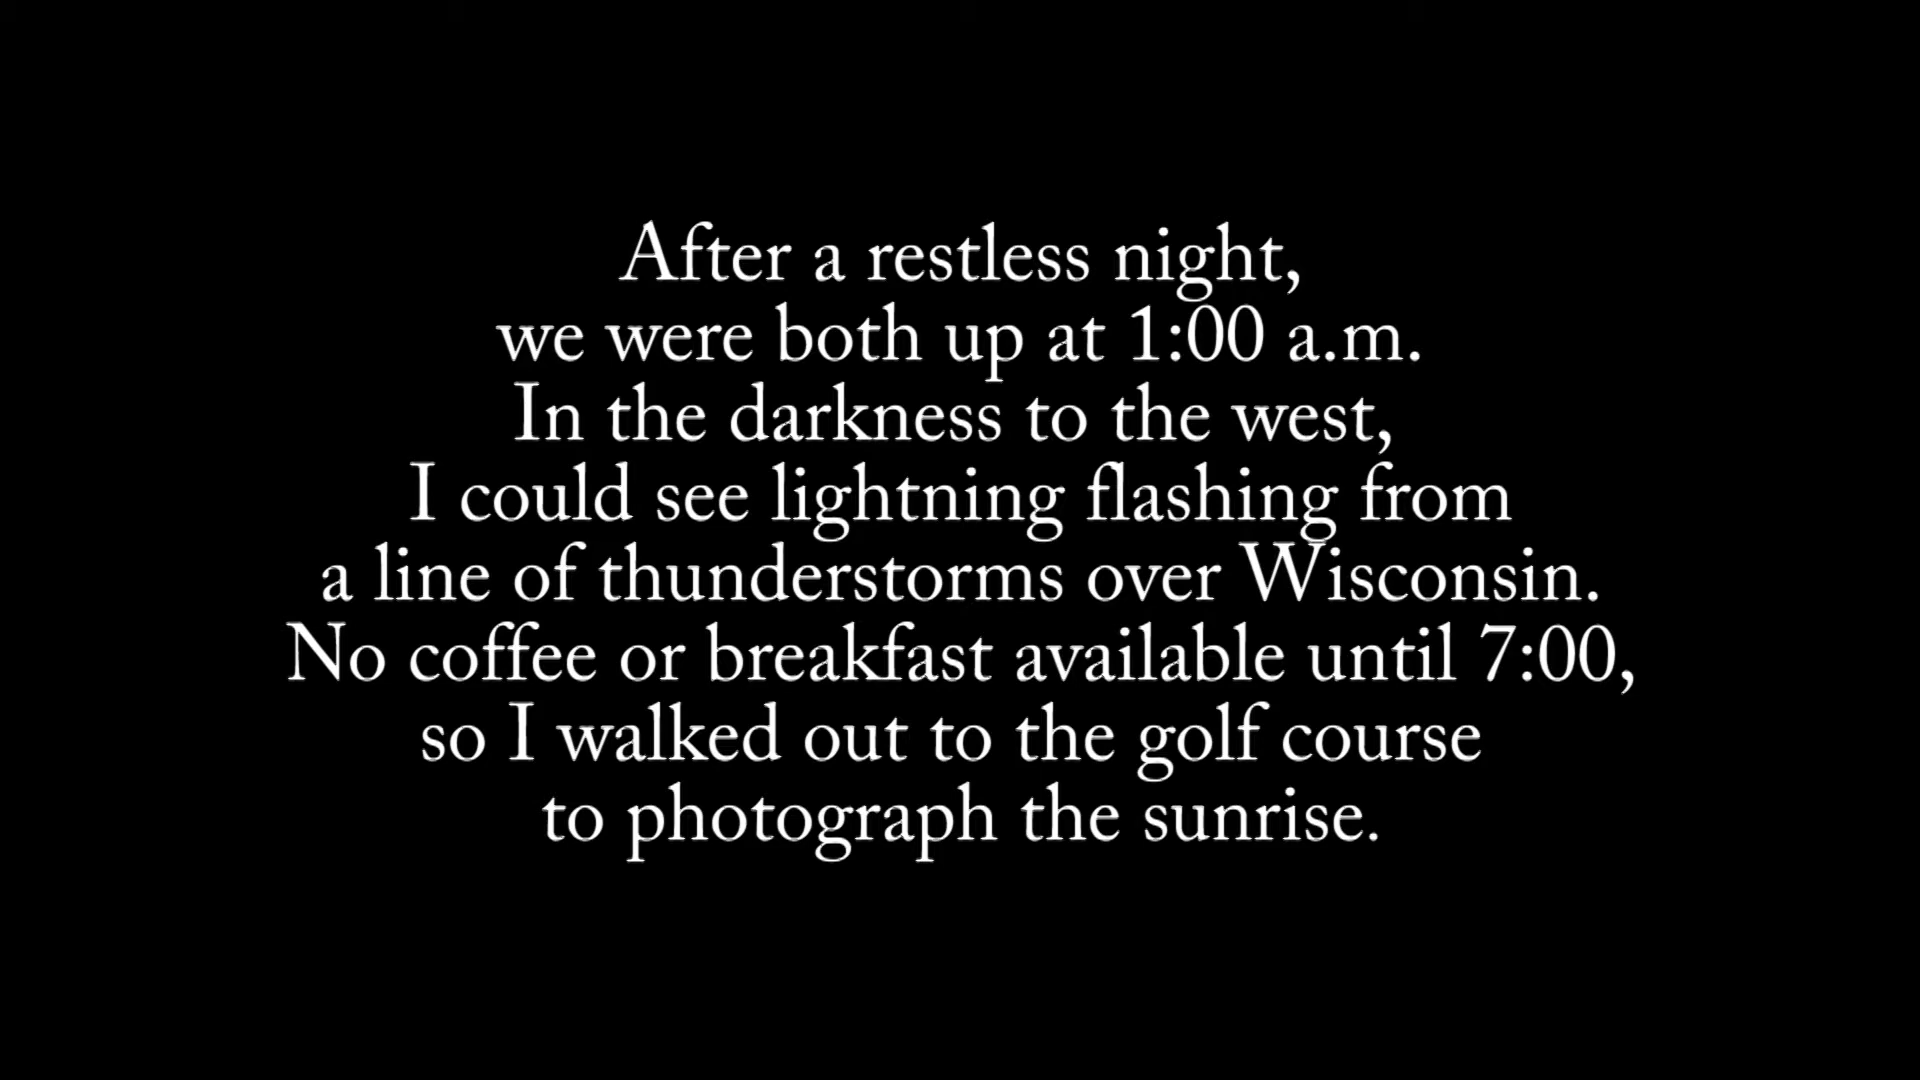 After a restless night,
we were both up at 1:00 a.m.
In the darkness to the west,
I could see lightning flashing from
a line of thunderstorms over Wisconsin.
No coffee or breakfast available until 7:00,
so I walked out to the golf course
to photograph the sunrise.